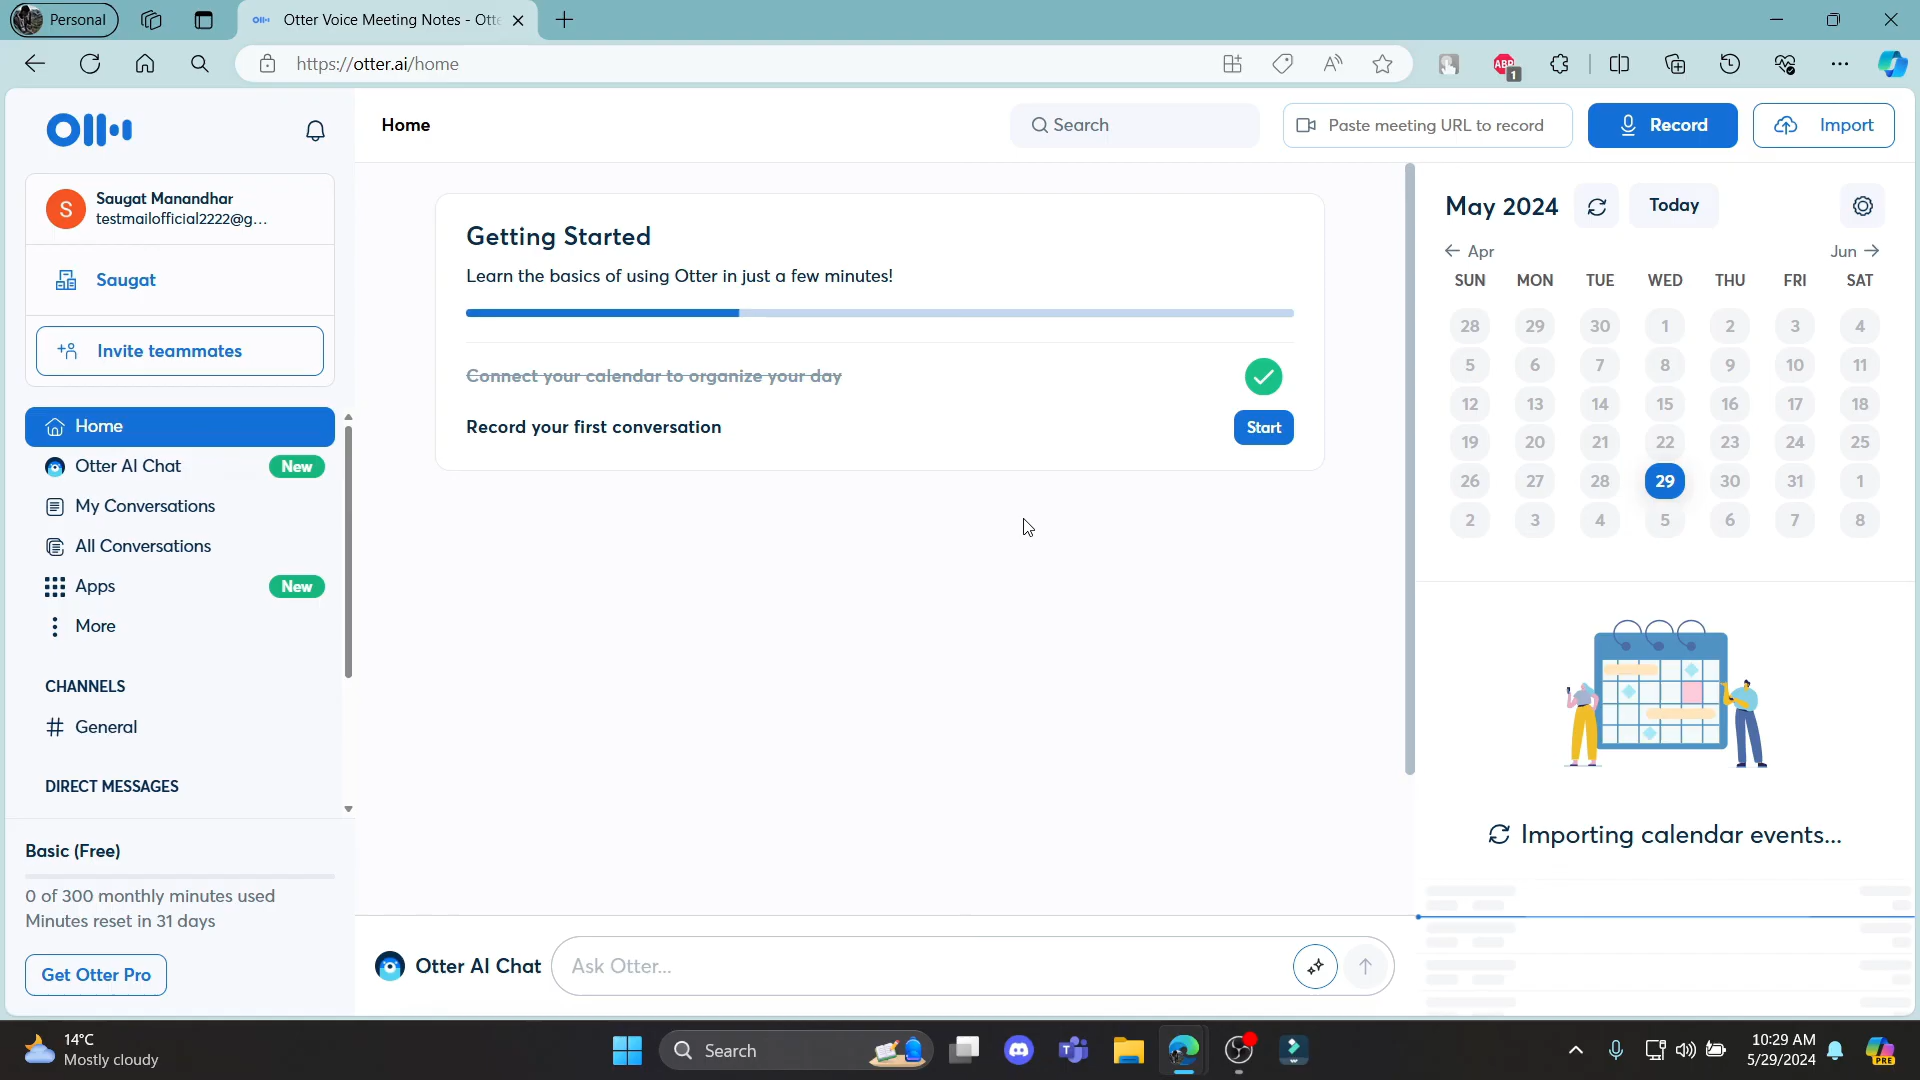 Personal
Otter Voice Meeting Notes - Otte
https://otter.ai/home
ABP
1
Home
Search
Paste meeting URL to record
Record
Import
S
Saugat Manandhar
testmailofficial2222@g...
Saugat
Invite teammates
Home
Otter AI Chat
New
My Conversations
All Conversations
Apps
New
More
CHANNELS
General
DIRECT MESSAGES
Basic (Free)
0 of 300 monthly minutes used
Minutes reset in 31 days
Get Otter Pro
Getting Started
Learn the basics of using Otter in just a few minutes!
Connect your calendar to organize your day
Record your first conversation
Start
Otter AI Chat
Ask Otter...
May 2024
Today
← Apr
Jun →
SUN MON TUE WED THU FRI SAT
28 29 30 1 2 3 4
5 6 7 8 9 10 11
12 13 14 15 16 17 18
19 20 21 22 23 24 25
26 27 28 29 30 31 1
2 3 4 5 6 7 8
Importing calendar events...
14°C
Mostly cloudy
Search
10:29 AM
5/29/2024
PRE